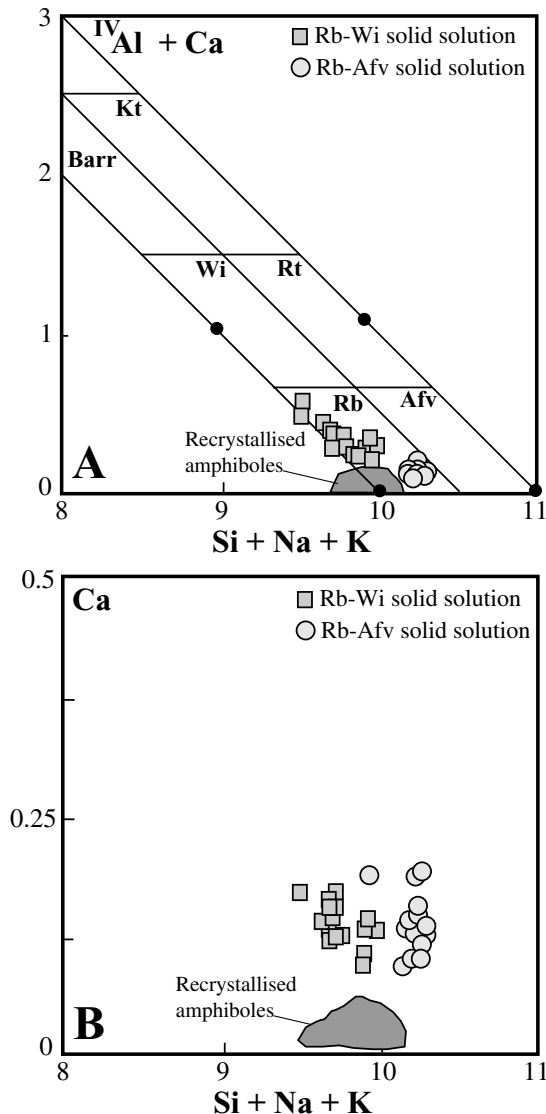 3
IV
Al + Ca
Rb-Wi solid solution
Rb-Afv solid solution
Kt
Barr
2
Wi
Rt
1
Rb
Afv
Recrystallised
amphiboles
A
0
8
9
10
11
Si + Na + K
0.5
Ca
Rb-Wi solid solution
Rb-Afv solid solution
0.25
Recrystallised
amphiboles
B
0
8
9
10
11
Si + Na + K